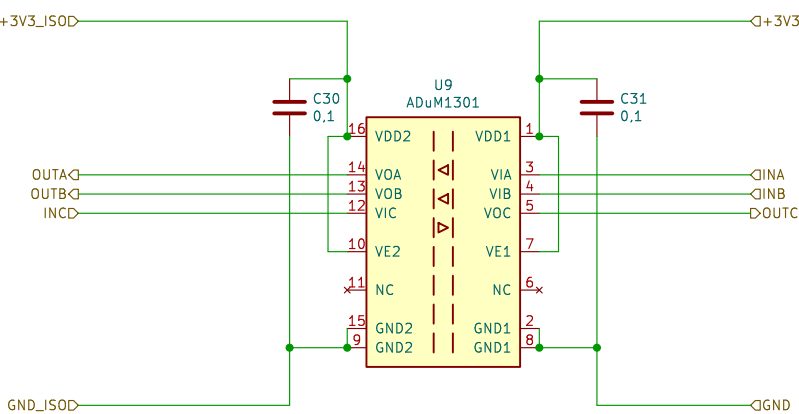 +3V3_ISO
+3V3
U9
ADuM1301
C30
0,1
C31
0,1
16 VDD2 VDD1 1
OUTA 14 VOA VIA 3 INA
OUTB 13 VOB VIB 4 INB
INC 12 VIC VOC 5 OUTC
10 VE2 VE1 7
11 NC NC 6
15 GND2 GND1 2
9 GND2 GND1 8
GND_ISO
GND